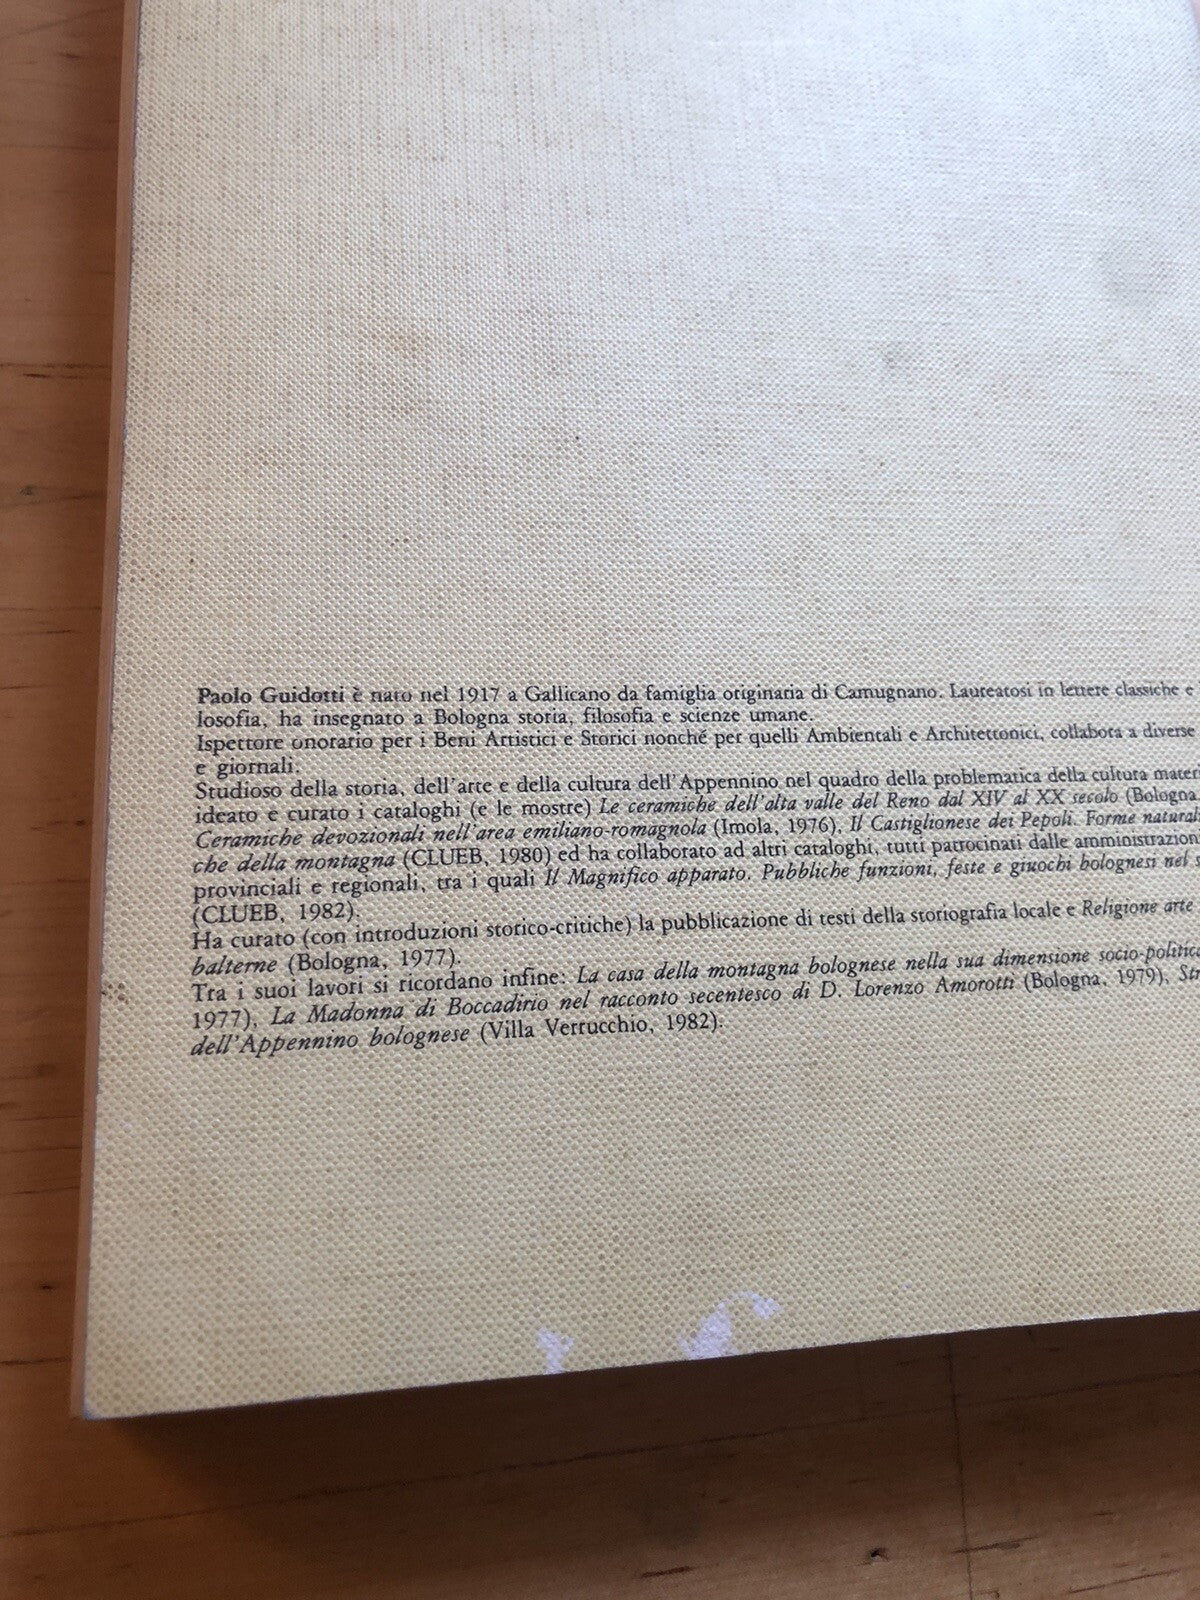 Paolo Guidotti è nato nel 1917 a Gallicano da famiglia originaria di Camugnano. Laureatosi in lettere classiche e
losofia, ha insegnato a Bologna storia, filosofia e scienze umane.
Ispettore onorario per i Beni Artistici e Storici nonché per quelli Ambientali e Architettonici, collabora a diverse
e giornali.
Studioso della storia, dell'arte e della cultura dell'Appennino nel quadro della problematica della cultura mater
ideato e curato i cataloghi (e le mostre) Le ceramiche dell'alta valle del Reno dal XIV al XX secolo (Bologna,
Ceramiche devozionali nell'area emiliano-romagnola (Imola, 1976), Il Castiglionese dei Pepoli. Forme natural
che della montagna (CLUEB, 1980) ed ha collaborato ad altri cataloghi, tutti patrocinati dalle amministrazion
provinciali e regionali, tra i quali Il Magnifico apparato. Pubbliche funzioni, feste e giuochi bolognesi nel s
(CLUEB, 1982).
Ha curato (con introduzioni storico-critiche) la pubblicazione di testi della storiografia locale e Religione arte
balterne (Bologna, 1977).
Tra i suoi lavori si ricordano infine: La casa della montagna bolognese nella sua dimensione socio-politica
1977), La Madonna di Boccadirio nel racconto secentesco di D. Lorenzo Amorotti (Bologna, 1979), Str
dell'Appennino bolognese (Villa Verrucchio, 1982).